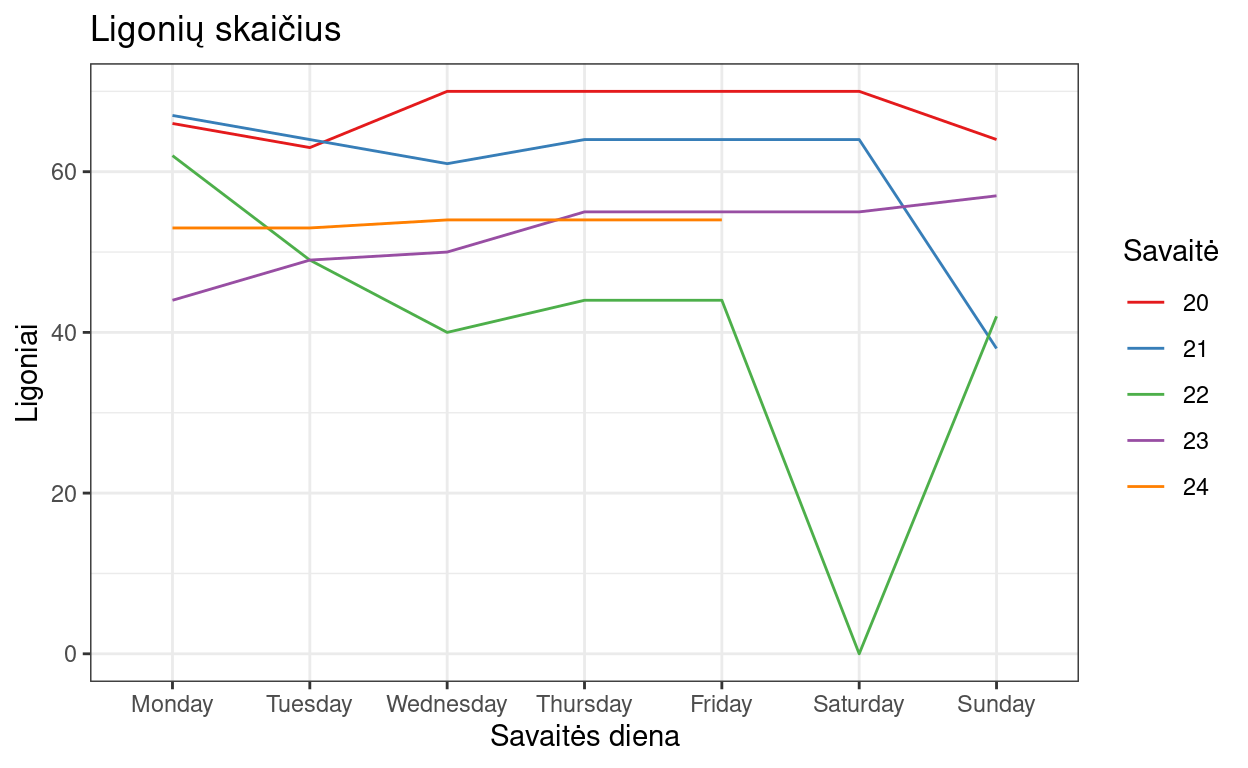 Ligonių skaičius
Ligoniai
60
40
20
0
Monday Tuesday Wednesday Thursday Friday Saturday Sunday
Savaitės diena
Savaitė
20
21
22
23
24